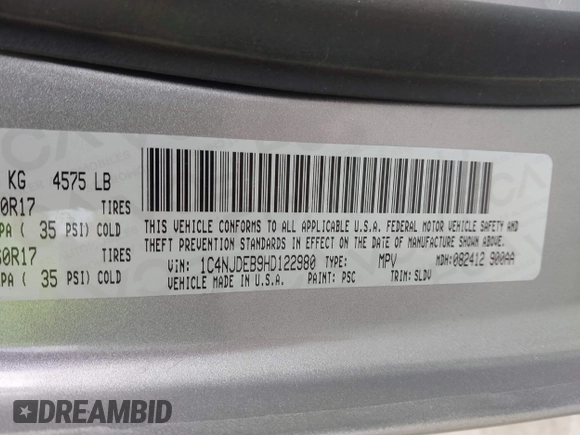 KG 4575 LB
0R17 TIRES
PA ( 35 PSI) COLD
0R17 TIRES
PA ( 35 PSI) COLD
THIS VEHICLE CONFORMS TO ALL APPLICABLE U.S.A. FEDERAL MOTOR VEHICLE SAFETY AND
THEFT PREVENTION STANDARDS IN EFFECT ON THE DATE OF MANUFACTURE SHOWN ABOVE.
VIN: 1C4NJDEB9HD122980 TYPE: MPV MDH: 082412 900AA
VEHICLE MADE IN U.S.A. PAINT: PSC TRIM: SLDV
DREAMBID